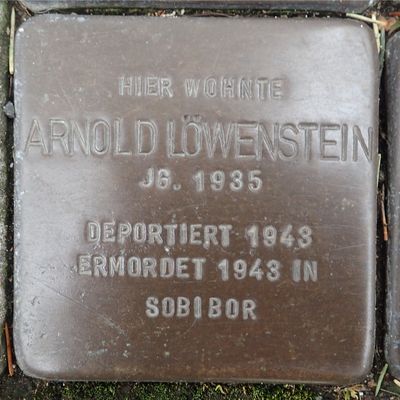 HIER WOHNTE
ARNOLD LÖWENSTEIN
JG. 1935
DEPORTIERT 1943
ERMORDET 1943 IN
SOBIBOR